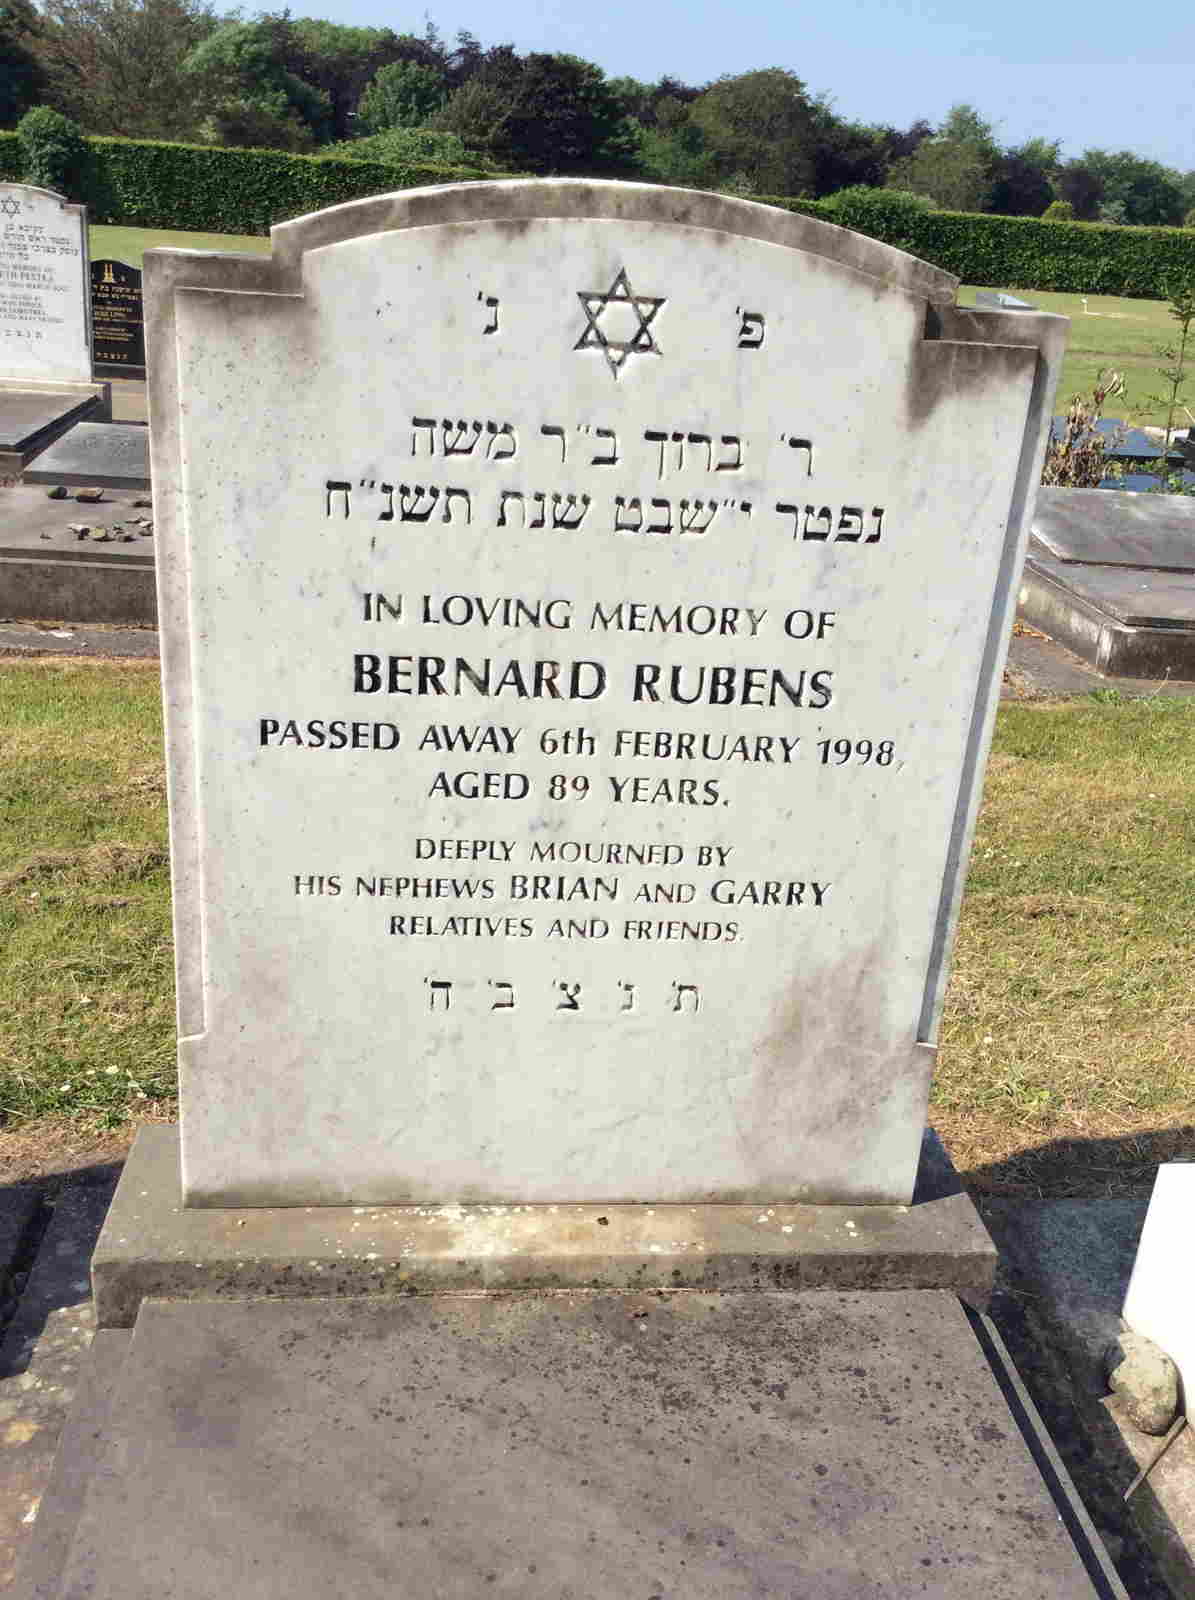 פ' נ'
ר' ברוך ב"ר משה
נפטר י"שבט שנת תשנ"ח
IN LOVING MEMORY OF
BERNARD RUBENS
PASSED AWAY 6th FEBRUARY 1998,
AGED 89 YEARS.
DEEPLY MOURNED BY
HIS NEPHEWS BRIAN AND GARRY
RELATIVES AND FRIENDS.
ת' נ' צ' ב' ה'